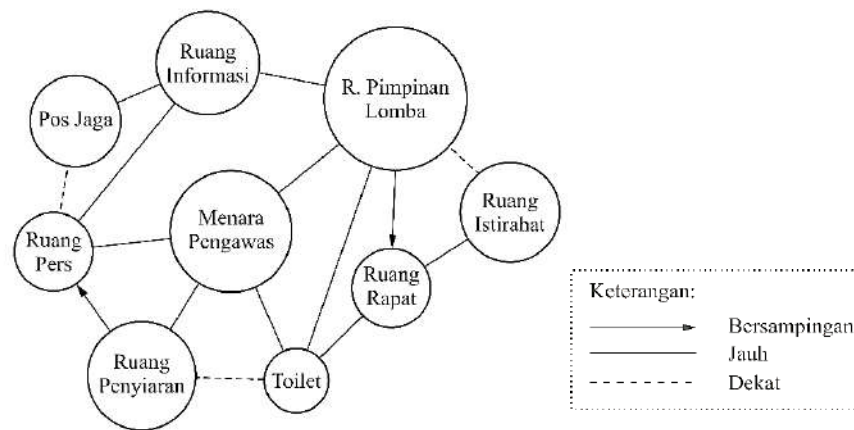 Ruang
Informasi
R. Pimpinan
Lomba
Pos Jaga
Ruang
Istirahat
Menara
Pengawas
Ruang
Pers
Ruang
Rapat
Ruang
Penyiaran
Toilet
Keterangan:
Bersampingan
Jauh
Dekat